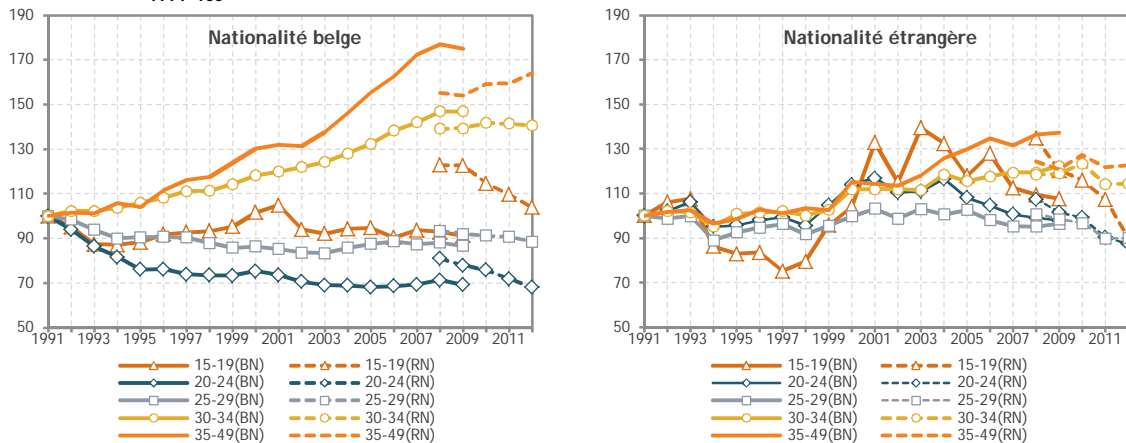 Nationalité belge
190
170
150
130
110
90
70
50
1991 1993 1995 1997 1999 2001 2003 2005 2007 2009 2011
15-19(BN) 15-19(RN)
20-24(BN) 20-24(RN)
25-29(BN) 25-29(RN)
30-34(BN) 30-34(RN)
35-49(BN) 35-49(RN)
Nationalité étrangère
190
170
150
130
110
90
70
50
1991 1993 1995 1997 1999 2001 2003 2005 2007 2009 2011
15-19(BN) 15-19(RN)
20-24(BN) 20-24(RN)
25-29(BN) 25-29(RN)
30-34(BN) 30-34(RN)
35-49(BN) 35-49(RN)